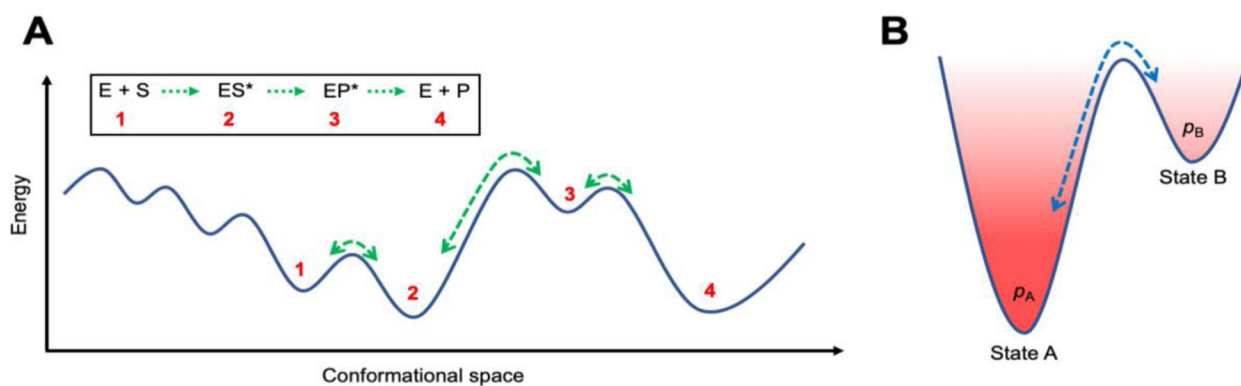 A
E + S ES* EP* E + P
1 2 3 4
Energy
1
2
3
4
Conformational space
B
pB
State B
pA
State A